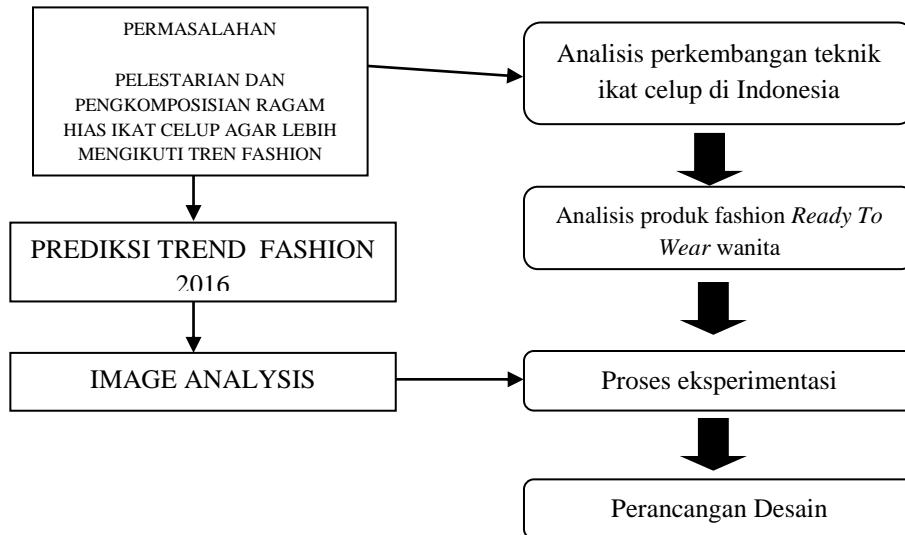 PERMASALAHAN
PELESTARIAN DAN
PENGKOMPOSISIAN RAGAM
HIAS IKAT CELUP AGAR LEBIH
MENGIKUTI TREN FASHION
Analisis perkembangan teknik
ikat celup di Indonesia
PREDIKSI TREND FASHION
2016
Analisis produk fashion Ready To
Wear wanita
IMAGE ANALYSIS
Proses eksperimentasi
Perancangan Desain